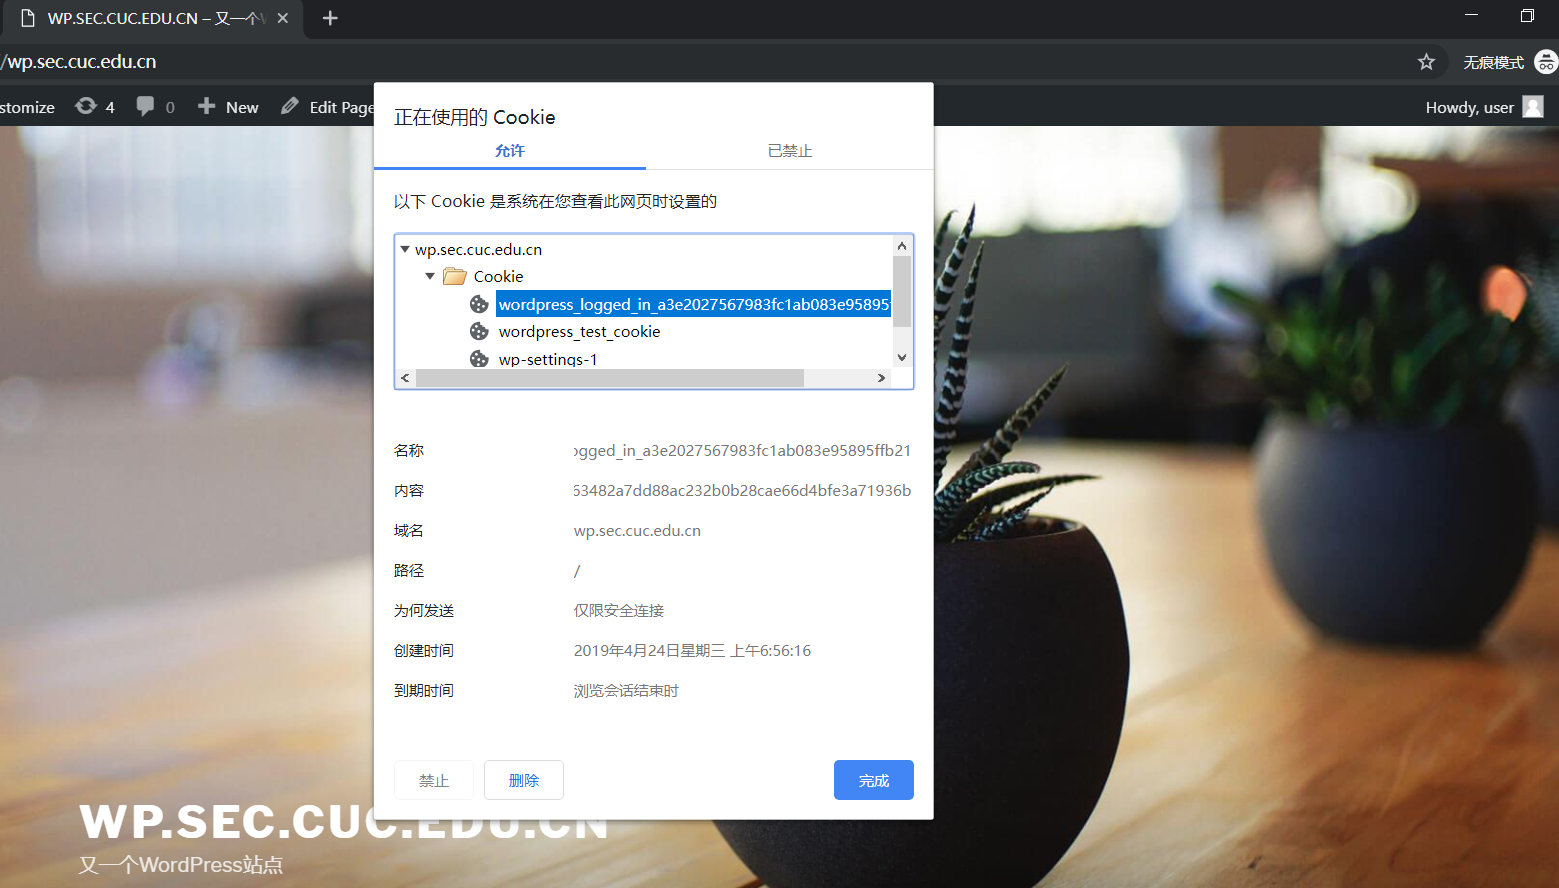 WP.SEC.CUC.EDU.CN – 又一个
/wp.sec.cuc.edu.cn
无痕模式
stomize 4 0 New Edit Page
Howdy, user
正在使用的 Cookie
允许 已禁止
以下 Cookie 是系统在您查看此网页时设置的
wp.sec.cuc.edu.cn
Cookie
wordpress_logged_in_a3e2027567983fc1ab083e95895f
wordpress_test_cookie
wp-settings-1
名称 ogged_in_a3e2027567983fc1ab083e95895ffb21
内容 63482a7dd88ac232b0b28cae66d4bfe3a71936b
域名 wp.sec.cuc.edu.cn
路径 /
为何发送 仅限安全连接
创建时间 2019年4月24日星期三 上午6:56:16
到期时间 浏览会话结束时
禁止 删除 完成
WP.SEC.CUC.EDU.CN
又一个WordPress站点